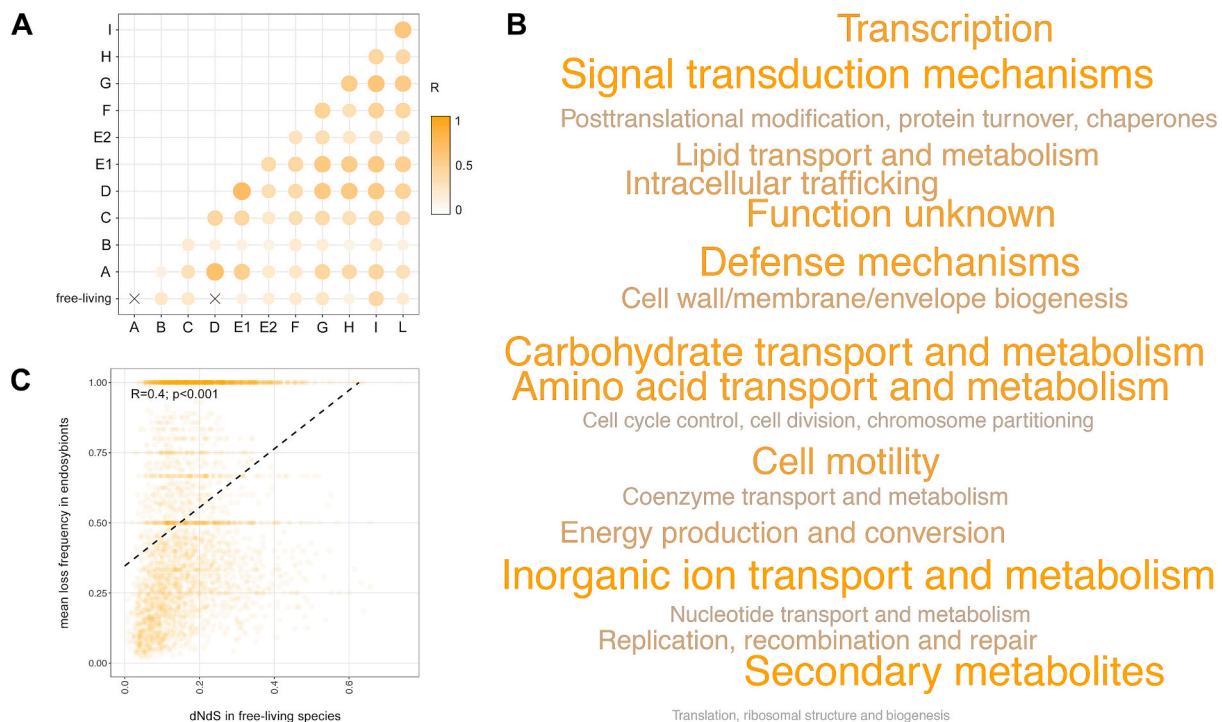 A
I
H
G
F
E2
E1
D
C
B
A
free-living
A B C D E1 E2 F G H I L
R
1
0.5
0
B
Transcription
Signal transduction mechanisms
Posttranslational modification, protein turnover, chaperones
Lipid transport and metabolism
Intracellular trafficking
Function unknown
Defense mechanisms
Cell wall/membrane/envelope biogenesis
Carbohydrate transport and metabolism
Amino acid transport and metabolism
Cell cycle control, cell division, chromosome partitioning
Cell motility
Coenzyme transport and metabolism
Energy production and conversion
Inorganic ion transport and metabolism
Nucleotide transport and metabolism
Replication, recombination and repair
Secondary metabolites
Translation, ribosomal structure and biogenesis
C
R=0.4; p<0.001
mean loss frequency in endosybionts
1.00
0.75
0.50
0.25
0.00
0.0 0.2 0.4 0.6
dNdS in free-living species